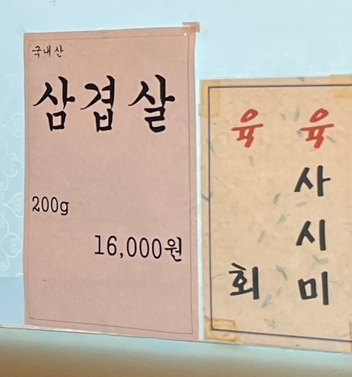 국내산
삼겹살
200g
16,000원
육사시미
육회